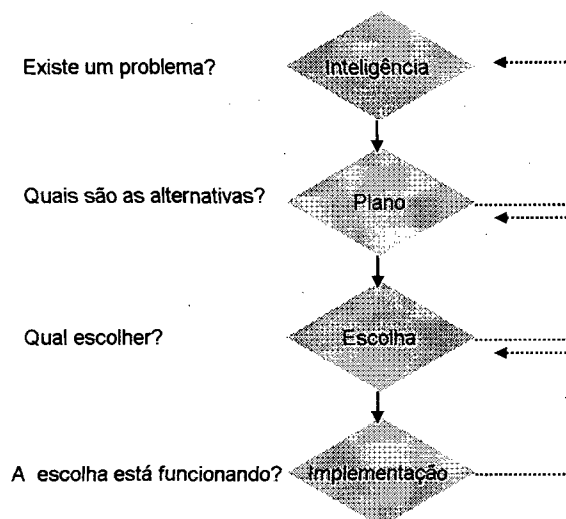 Existe um problema?
Inteligência
Quais são as alternativas?
Plano
Qual escolher?
Escolha
A escolha está funcionando?
Implementação